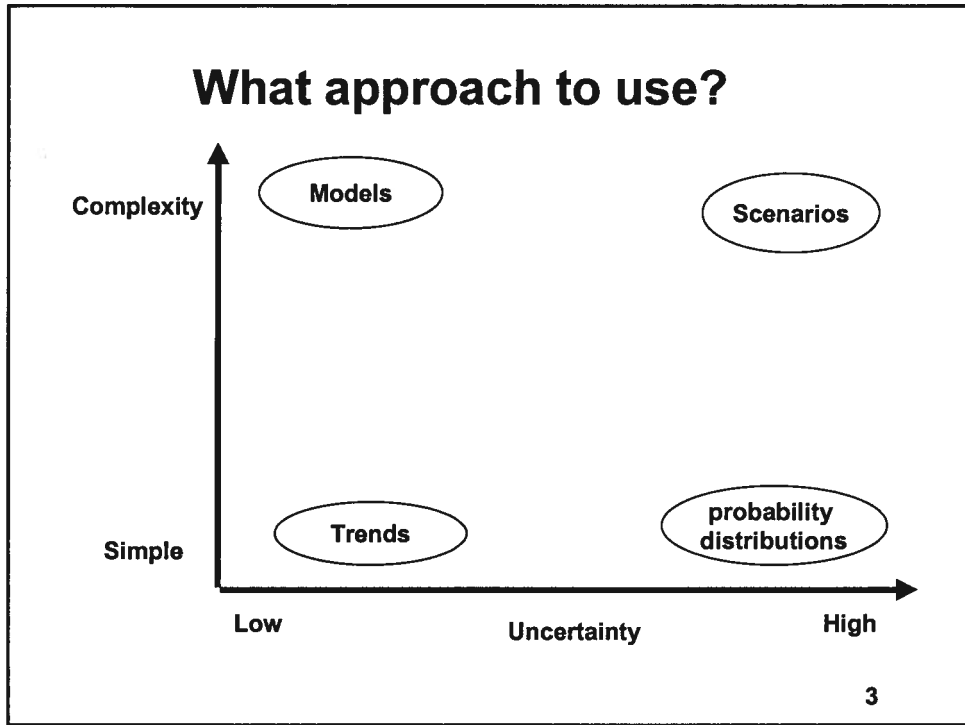 What approach to use?
Models
Complexity
Scenarios
probability
distributions
Trends
Simple
Low
Uncertainty
High
3